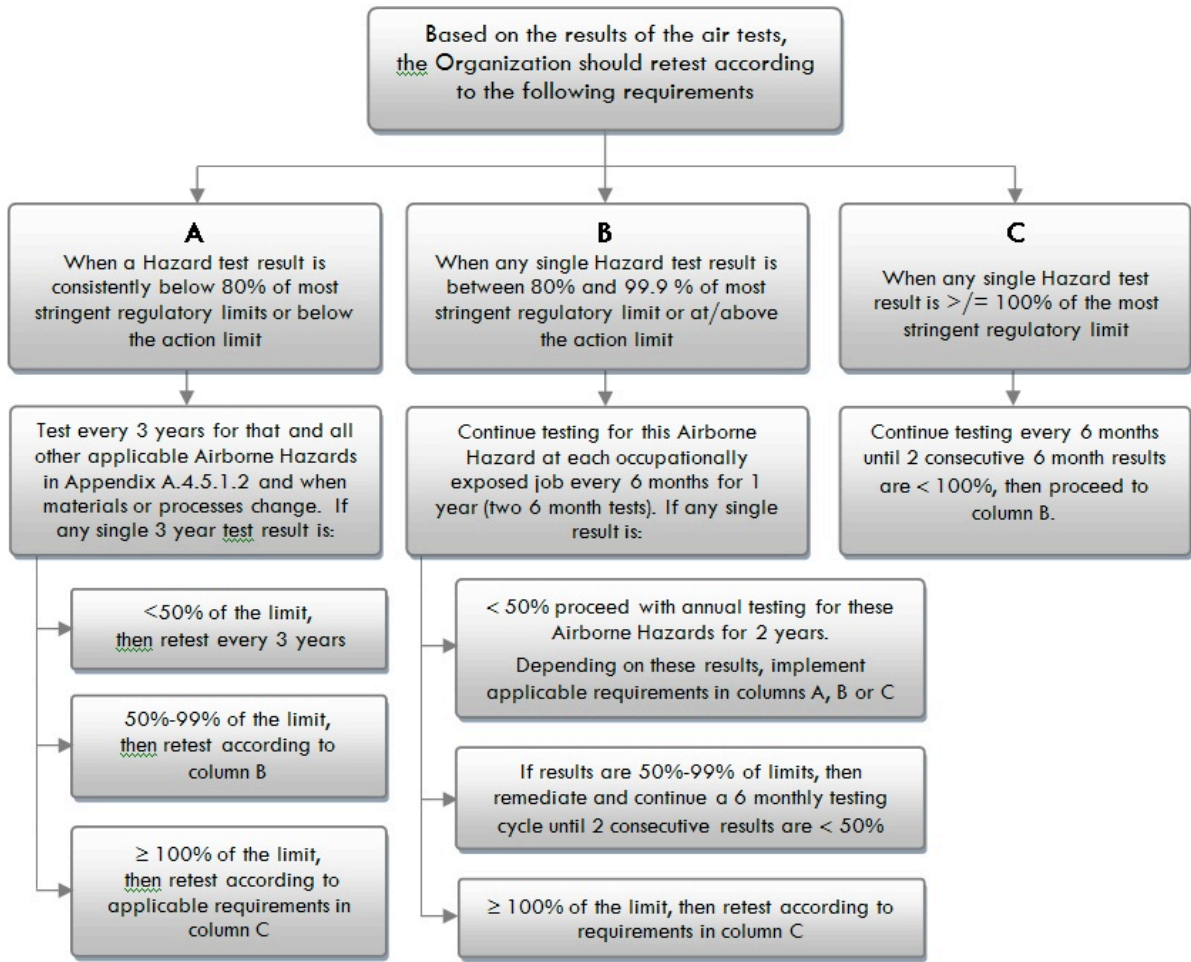 Based on the results of the air tests,
the Organization should retest according
to the following requirements
A
When a Hazard test result is
consistently below 80% of most
stringent regulatory limits or below
the action limit
B
When any single Hazard test result is
between 80% and 99.9 % of most
stringent regulatory limit or at/above
the action limit
C
When any single Hazard test
result is >/= 100% of the most
stringent regulatory limit
Test every 3 years for that and all
other applicable Airborne Hazards
in Appendix A.4.5.1.2 and when
materials or processes change.  If
any single 3 year test result is:
Continue testing for this Airborne
Hazard at each occupationally
exposed job every 6 months for 1
year (two 6 month tests). If any single
result is:
Continue testing every 6 months
until 2 consecutive 6 month results
are < 100%, then proceed to
column B.
<50% of the limit,
then retest every 3 years
50%-99% of the limit,
then retest according to
column B
≥ 100% of the limit,
then retest according to
applicable requirements in
column C
< 50% proceed with annual testing for these
Airborne Hazards for 2 years.
Depending on these results, implement
applicable requirements in columns A, B or C
If results are 50%-99% of limits, then
remediate and continue a 6 monthly testing
cycle until 2 consecutive results are < 50%
≥ 100% of the limit, then retest according to
requirements in column C